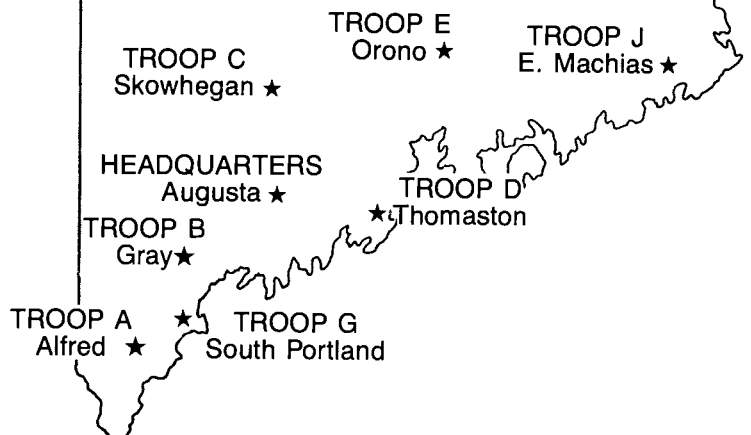 TROOP E
Orono
TROOP J
E. Machias
TROOP C
Skowhegan
HEADQUARTERS
Augusta
TROOP D
Thomaston
TROOP B
Gray
TROOP A
Alfred
TROOP G
South Portland